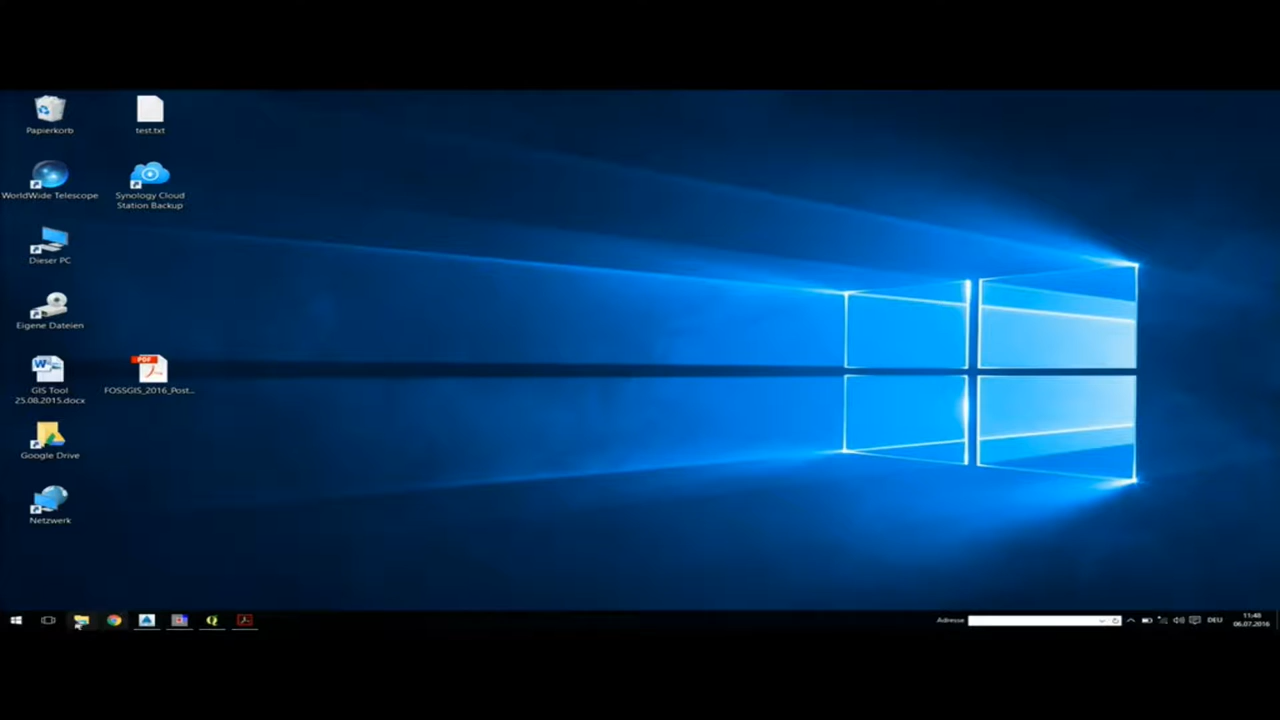 Papierkorb
test.txt
WorldWide Telescope
Synology Cloud
Station Backup
Dieser PC
Eigene Dateien
GIS Tool
25.08.2015.docx
PDF
FOSSGIS_2016_Post...
Google Drive
Netzwerk
Adresse
DEU
11:48
06.07.2016